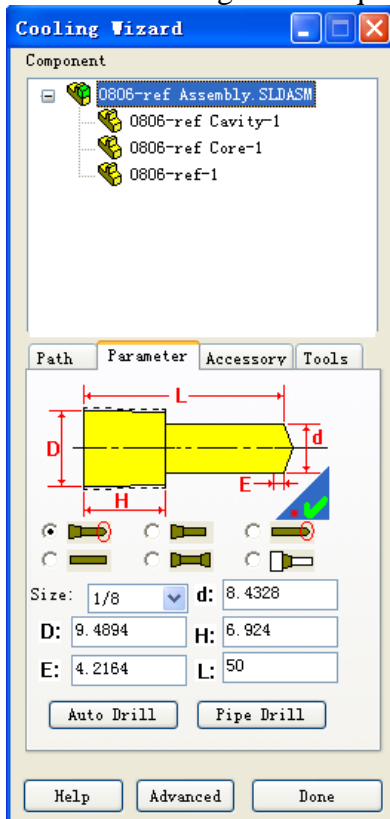 Cooling Wizard
Component
0806-ref Assembly.SLDASM
0806-ref Cavity-1
0806-ref Core-1
0806-ref-1
Path Parameter Accessory Tools
L
D d
E
H
Size: 1/8 d: 8.4328
D: 9.4894 H: 6.924
E: 4.2164 L: 50
Auto Drill Pipe Drill
Help Advanced Done